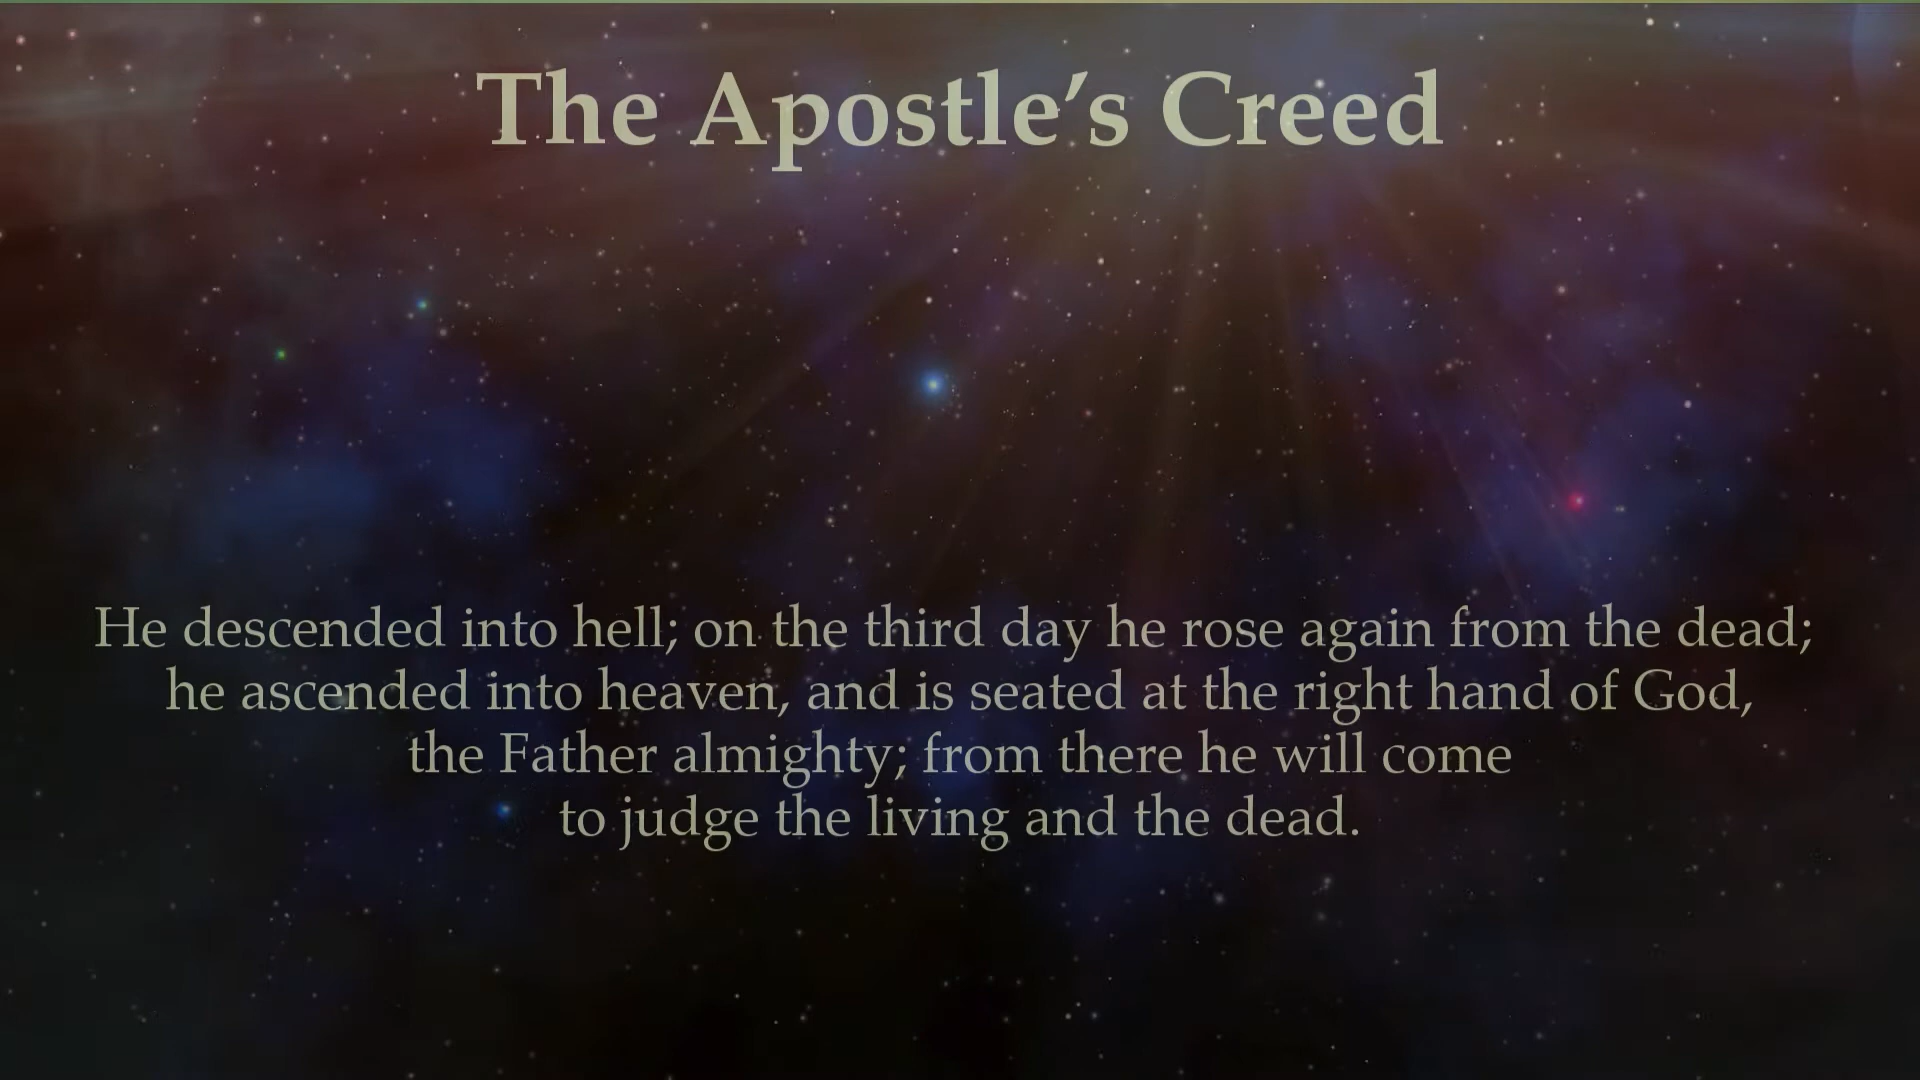 The Apostle’s Creed
He descended into hell; on the third day he rose again from the dead;
he ascended into heaven, and is seated at the right hand of God,
the Father almighty; from there he will come
to judge the living and the dead.